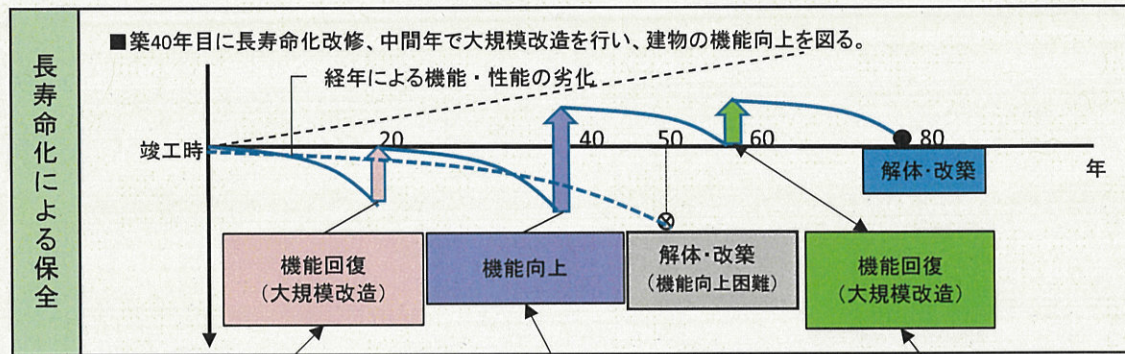 長寿命化による保全
■築40年目に長寿命化改修、中間年で大規模改造を行い、建物の機能向上を図る。
経年による機能・性能の劣化
竣工時
20
40
50
60
80
年
解体・改築
機能回復
（大規模改造）
機能向上
解体・改築
（機能向上困難）
機能回復
（大規模改造）